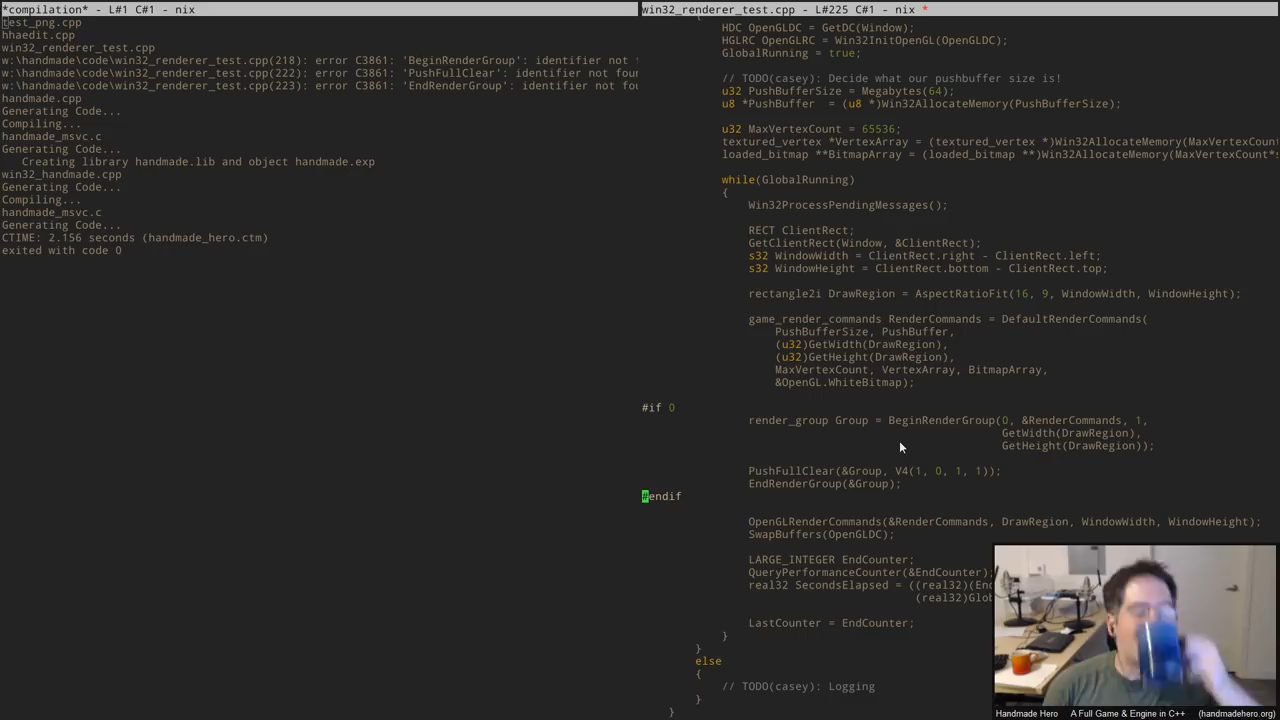 *compilation* - L#1 C#1 - nix
test_png.cpp
hhaedit.cpp
win32_renderer_test.cpp
w:\handmade\code\win32_renderer_test.cpp(218): error C3861: 'BeginRenderGroup': identifier not f
w:\handmade\code\win32_renderer_test.cpp(222): error C3861: 'PushFullClear': identifier not foun
w:\handmade\code\win32_renderer_test.cpp(223): error C3861: 'EndRenderGroup': identifier not fou
handmade.cpp
Generating Code...
Compiling...
handmade_msvc.c
Generating Code...
   Creating library handmade.lib and object handmade.exp
win32_handmade.cpp
Generating Code...
Compiling...
handmade_msvc.c
Generating Code...
CTIME: 2.156 seconds (handmade_hero.ctm)
exited with code 0
win32_renderer_test.cpp - L#225 C#1 - nix *
            {
                HDC OpenGLDC = GetDC(Window);
                HGLRC OpenGLRC = Win32InitOpenGL(OpenGLDC);
                GlobalRunning = true;
                // TODO(casey): Decide what our pushbuffer size is!
                u32 PushBufferSize = Megabytes(64);
                u8 *PushBuffer  = (u8 *)Win32AllocateMemory(PushBufferSize);
                u32 MaxVertexCount = 65536;
                textured_vertex *VertexArray = (textured_vertex *)Win32AllocateMemory(MaxVertexCount
                loaded_bitmap **BitmapArray = (loaded_bitmap **)Win32AllocateMemory(MaxVertexCount*s
                while(GlobalRunning)
                {
                    Win32ProcessPendingMessages();
                    RECT ClientRect;
                    GetClientRect(Window, &ClientRect);
                    s32 WindowWidth = ClientRect.right - ClientRect.left;
                    s32 WindowHeight = ClientRect.bottom - ClientRect.top;
                    rectangle2i DrawRegion = AspectRatioFit(16, 9, WindowWidth, WindowHeight);
                    game_render_commands RenderCommands = DefaultRenderCommands(
                        PushBufferSize, PushBuffer,
                        (u32)GetWidth(DrawRegion),
                        (u32)GetHeight(DrawRegion),
                        MaxVertexCount, VertexArray, BitmapArray,
                        &OpenGL.WhiteBitmap);
#if 0
                    render_group Group = BeginRenderGroup(0, &RenderCommands, 1,
                                                          GetWidth(DrawRegion),
                                                          GetHeight(DrawRegion));
                    PushFullClear(&Group, V4(1, 0, 1, 1));
                    EndRenderGroup(&Group);
#endif
                    OpenGLRenderCommands(&RenderCommands, DrawRegion, WindowWidth, WindowHeight);
                    SwapBuffers(OpenGLDC);
                    LARGE_INTEGER EndCounter;
                    QueryPerformanceCounter(&EndCounter);
                    real32 SecondsElapsed = ((real32)(End
                                             (real32)Glob
                    LastCounter = EndCounter;
                }
            }
            else
            {
                // TODO(casey): Logging
            }
        }
Handmade Hero    A Full Game & Engine in C++    (handmadehero.org)